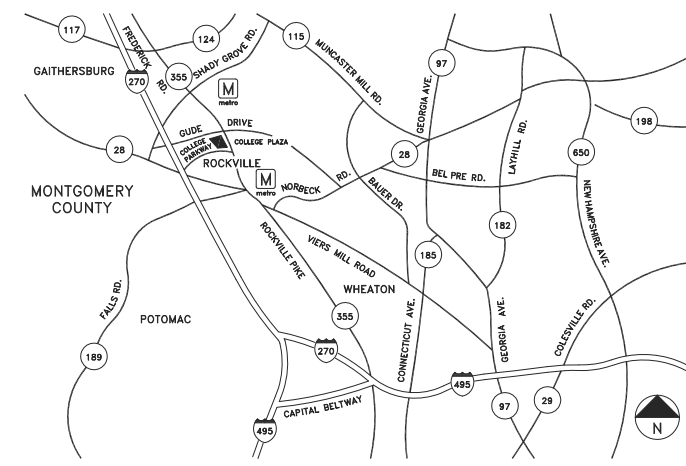 117
124
FREDERICK RD.
355
SHADY GROVE RD.
115
MUNCASTER MILL RD.
97
GEORGIA AVE.
GAITHERSBURG
270
M
metro
198
GUDE DRIVE
COLLEGE PARKWAY
COLLEGE PLAZA
28
ROCKVILLE
28
LAYHILL RD.
650
M
metro
NORBECK RD.
BAUER DR.
BEL PRE RD.
MONTGOMERY
COUNTY
NEW HAMPSHIRE AVE.
182
ROCKVILLE PIKE
VIERS MILL ROAD
185
WHEATON
FALLS RD.
POTOMAC
355
CONNECTICUT AVE.
GEORGIA AVE.
COLESVILLE RD.
189
270
495
CAPITAL BELTWAY
97
29
495
N